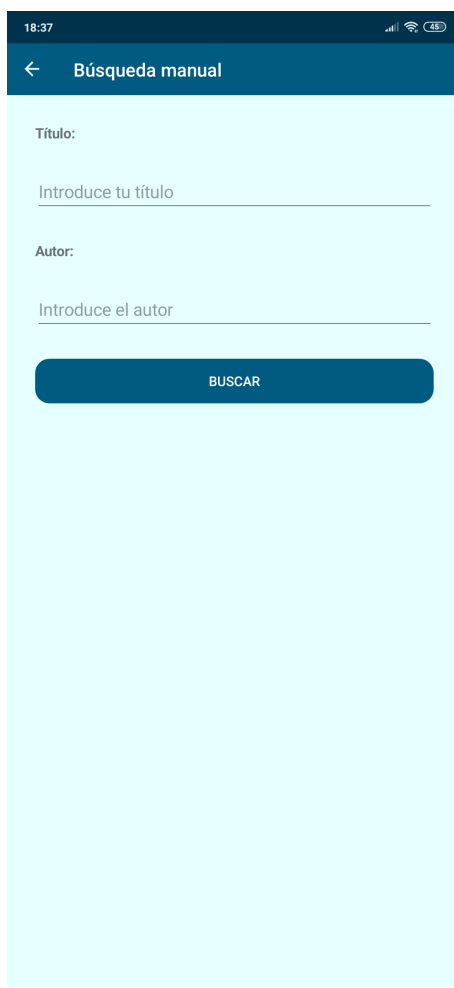 18:37
45
Búsqueda manual
Título:
Introduce tu título
Autor:
Introduce el autor
BUSCAR